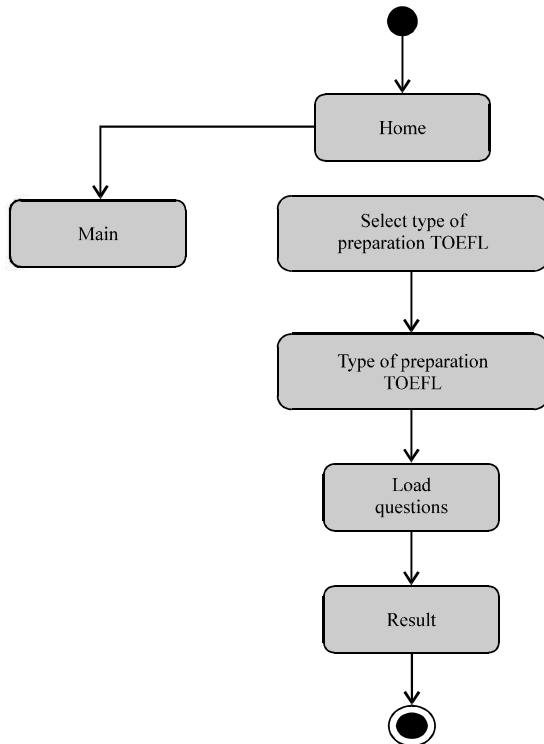 Home
Main
Select type of
preparation TOEFL
Type of preparation
TOEFL
Load
questions
Result